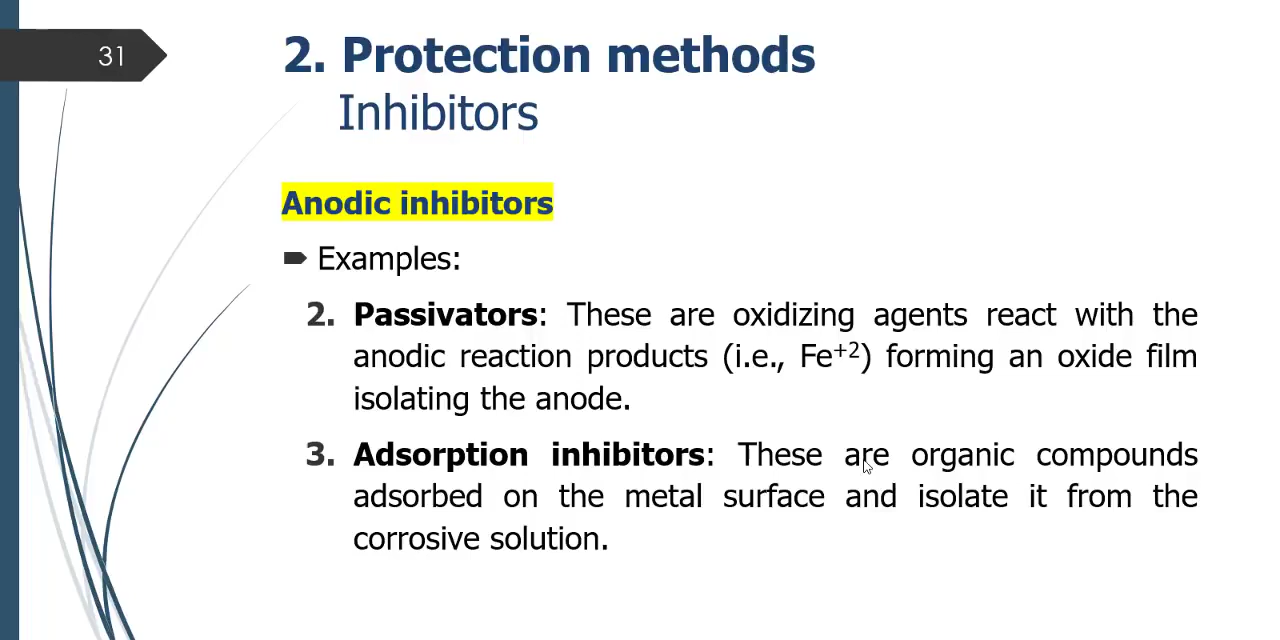 31
2. Protection methods
Inhibitors
Anodic inhibitors
Examples:
2. Passivators: These are oxidizing agents react with the
anodic reaction products (i.e., Fe⁺²) forming an oxide film
isolating the anode.
3. Adsorption inhibitors: These are organic compounds
adsorbed on the metal surface and isolate it from the
corrosive solution.